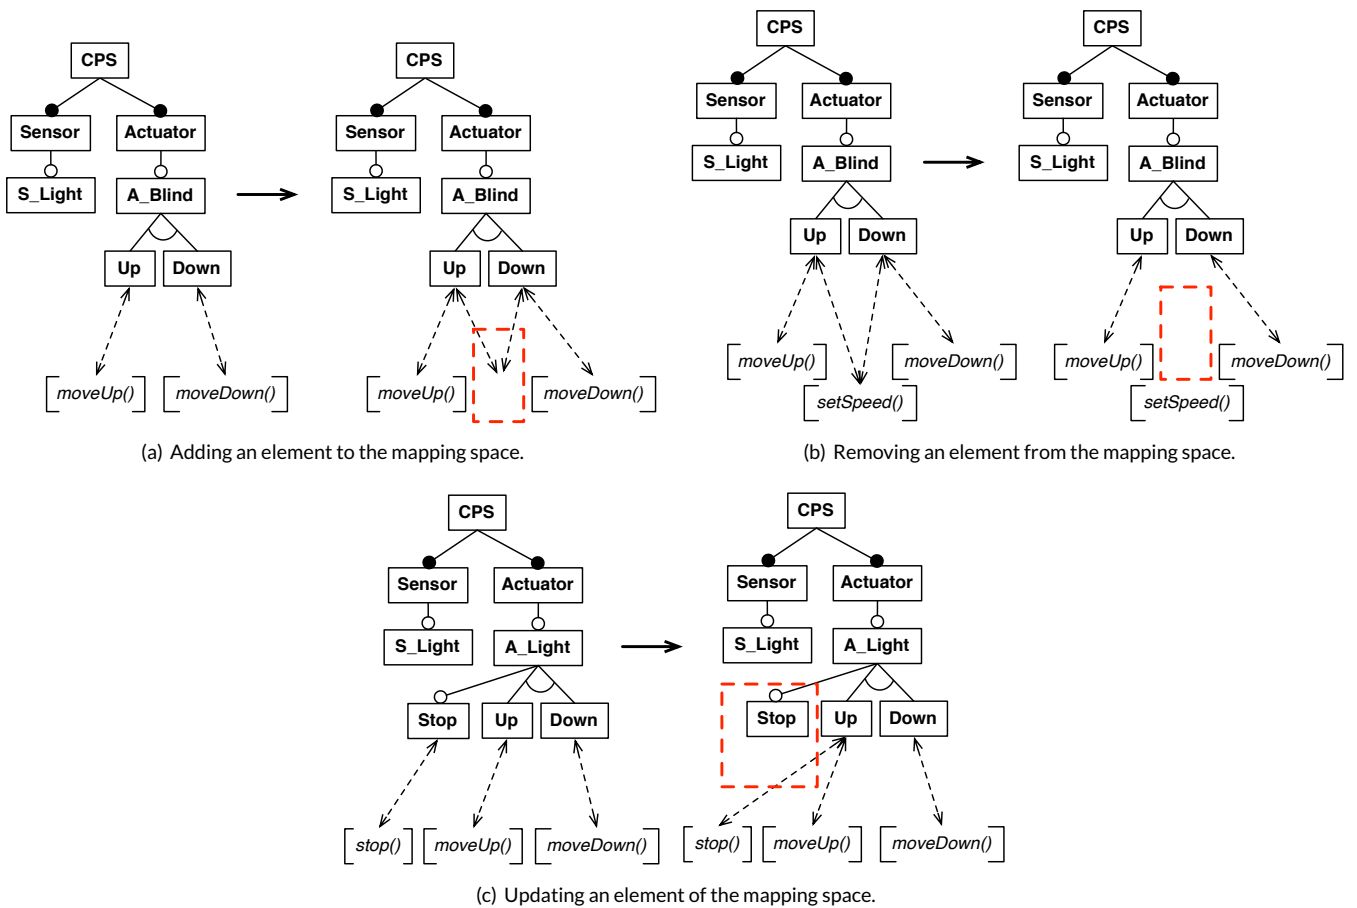 CPS
CPS
Sensor Actuator
Sensor Actuator
S_Light A_Blind
S_Light A_Blind
Up Down
Up Down
moveUp() moveDown()
moveUp() moveDown()
(a) Adding an element to the mapping space.
CPS
CPS
Sensor Actuator
Sensor Actuator
S_Light A_Blind
S_Light A_Blind
Up Down
Up Down
moveUp() moveDown()
moveUp() moveDown()
setSpeed()
setSpeed()
(b) Removing an element from the mapping space.
CPS
CPS
Sensor Actuator
Sensor Actuator
S_Light A_Light
S_Light A_Light
Stop Up Down
Stop Up Down
stop() moveUp() moveDown()
stop() moveUp() moveDown()
(c) Updating an element of the mapping space.